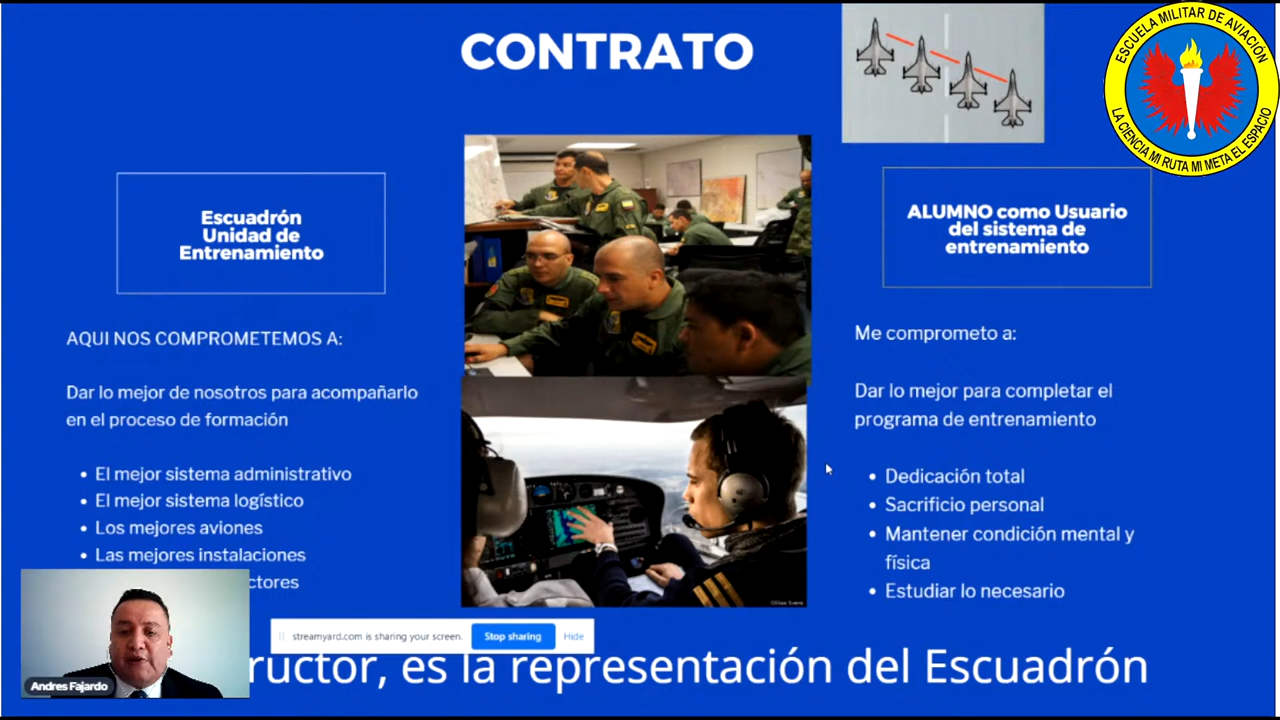 CONTRATO
ESCUELA MILITAR DE AVIACIÓN
LA CIENCIA MI RUTA MI META EL ESPACIO
Escuadrón
Unidad de
Entrenamiento
AQUI NOS COMPROMETEMOS A:
Dar lo mejor de nosotros para acompañarlo
en el proceso de formación
• El mejor sistema administrativo
• El mejor sistema logístico
• Los mejores aviones
• Las mejores instalaciones
ctores
ALUMNO como Usuario
del sistema de
entrenamiento
Me comprometo a:
Dar lo mejor para completar el
programa de entrenamiento
• Dedicación total
• Sacrificio personal
• Mantener condición mental y
física
• Estudiar lo necesario
streamyard.com is sharing your screen.
Stop sharing
Hide
ructor, es la representación del Escuadrón
Andres Fajardo